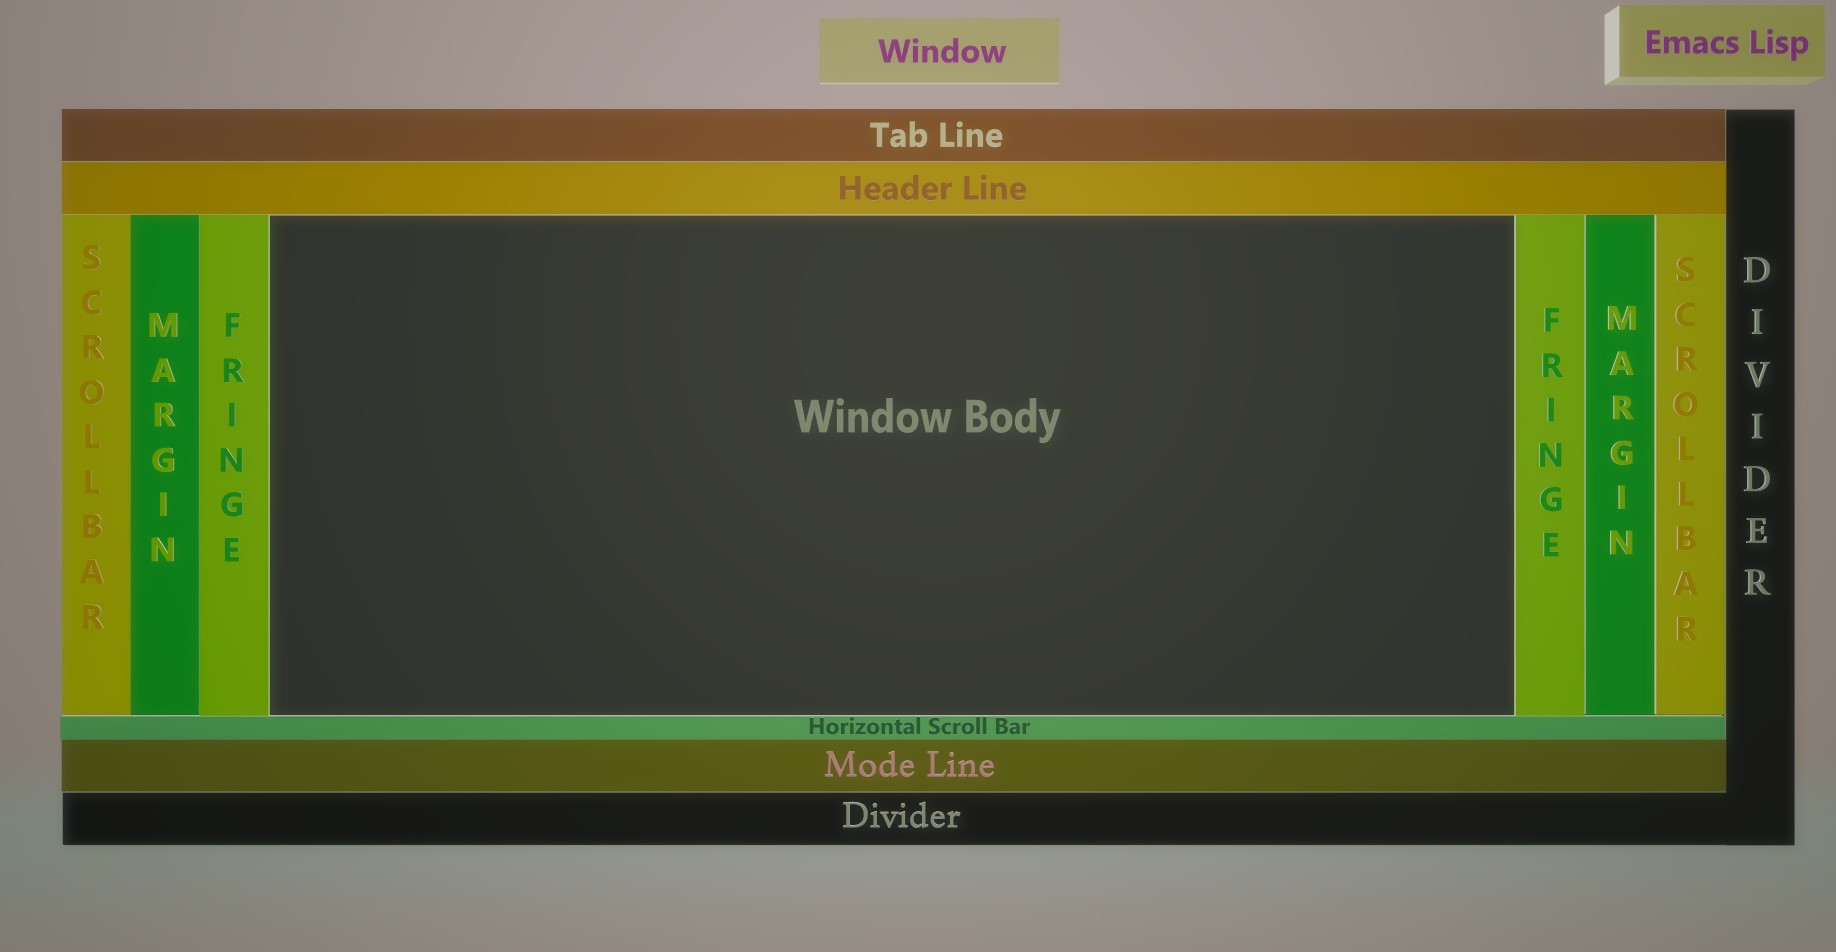 Window
Emacs Lisp
Tab Line
Header Line
SCROLLBAR
MARGIN
FRINGE
Window Body
FRINGE
MARGIN
SCROLLBAR
DIVIDER
Horizontal Scroll Bar
Mode Line
Divider